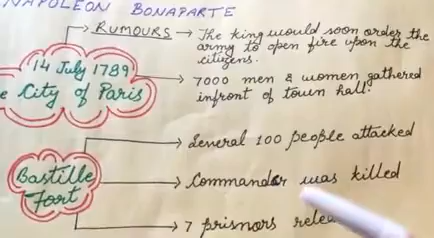 NAPOLEON BONAPARTE
RUMOURS → The king would soon order the
army to open fire upon the
citizens.
14 July 1789
City of Paris
7000 men & women gathered
infront of town hall.
Several 100 people attacked
Bastille
Fort
Commander was killed
7 prisnors